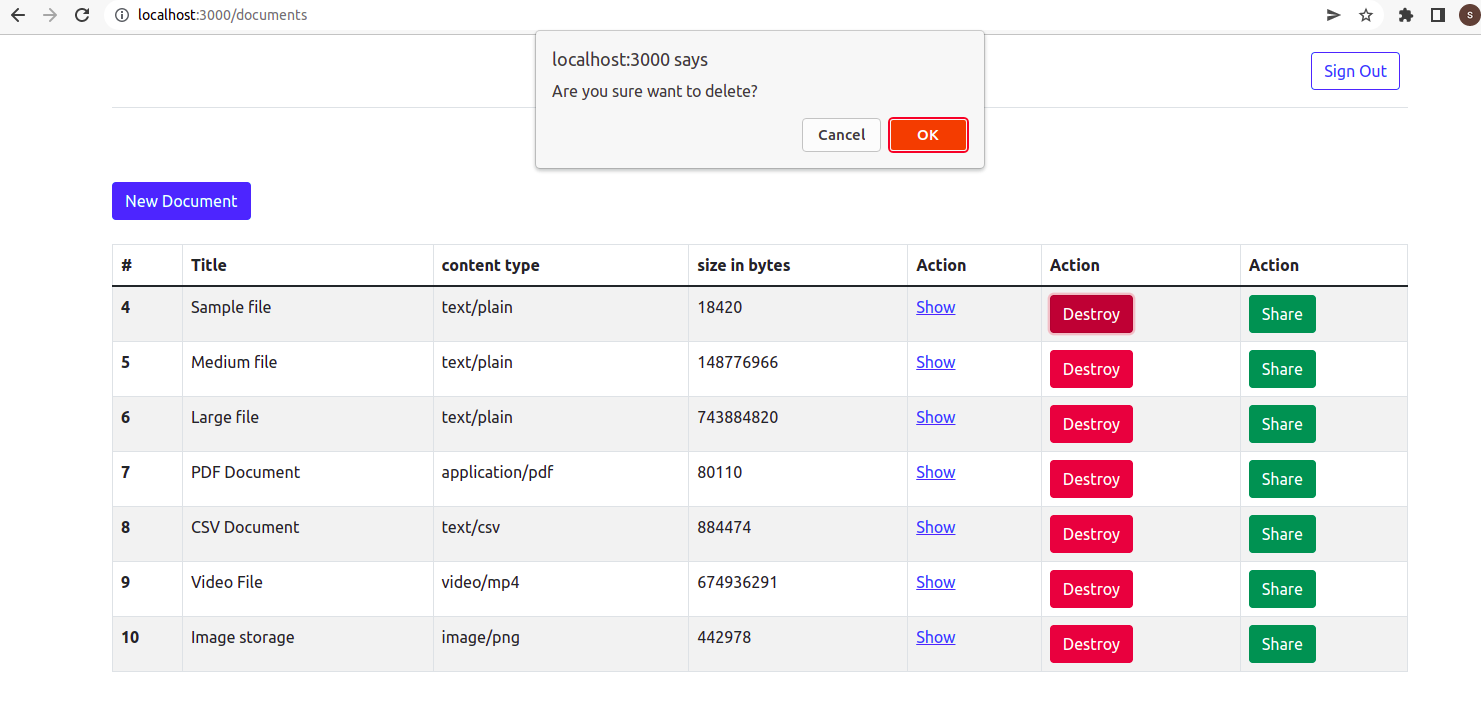 localhost:3000/documents
S
localhost:3000 says
Are you sure want to delete?
Cancel OK
Sign Out
New Document
# Title content type size in bytes Action Action Action
4 Sample file text/plain 18420 Show Destroy Share
5 Medium file text/plain 148776966 Show Destroy Share
6 Large file text/plain 743884820 Show Destroy Share
7 PDF Document application/pdf 80110 Show Destroy Share
8 CSV Document text/csv 884474 Show Destroy Share
9 Video File video/mp4 674936291 Show Destroy Share
10 Image storage image/png 442978 Show Destroy Share